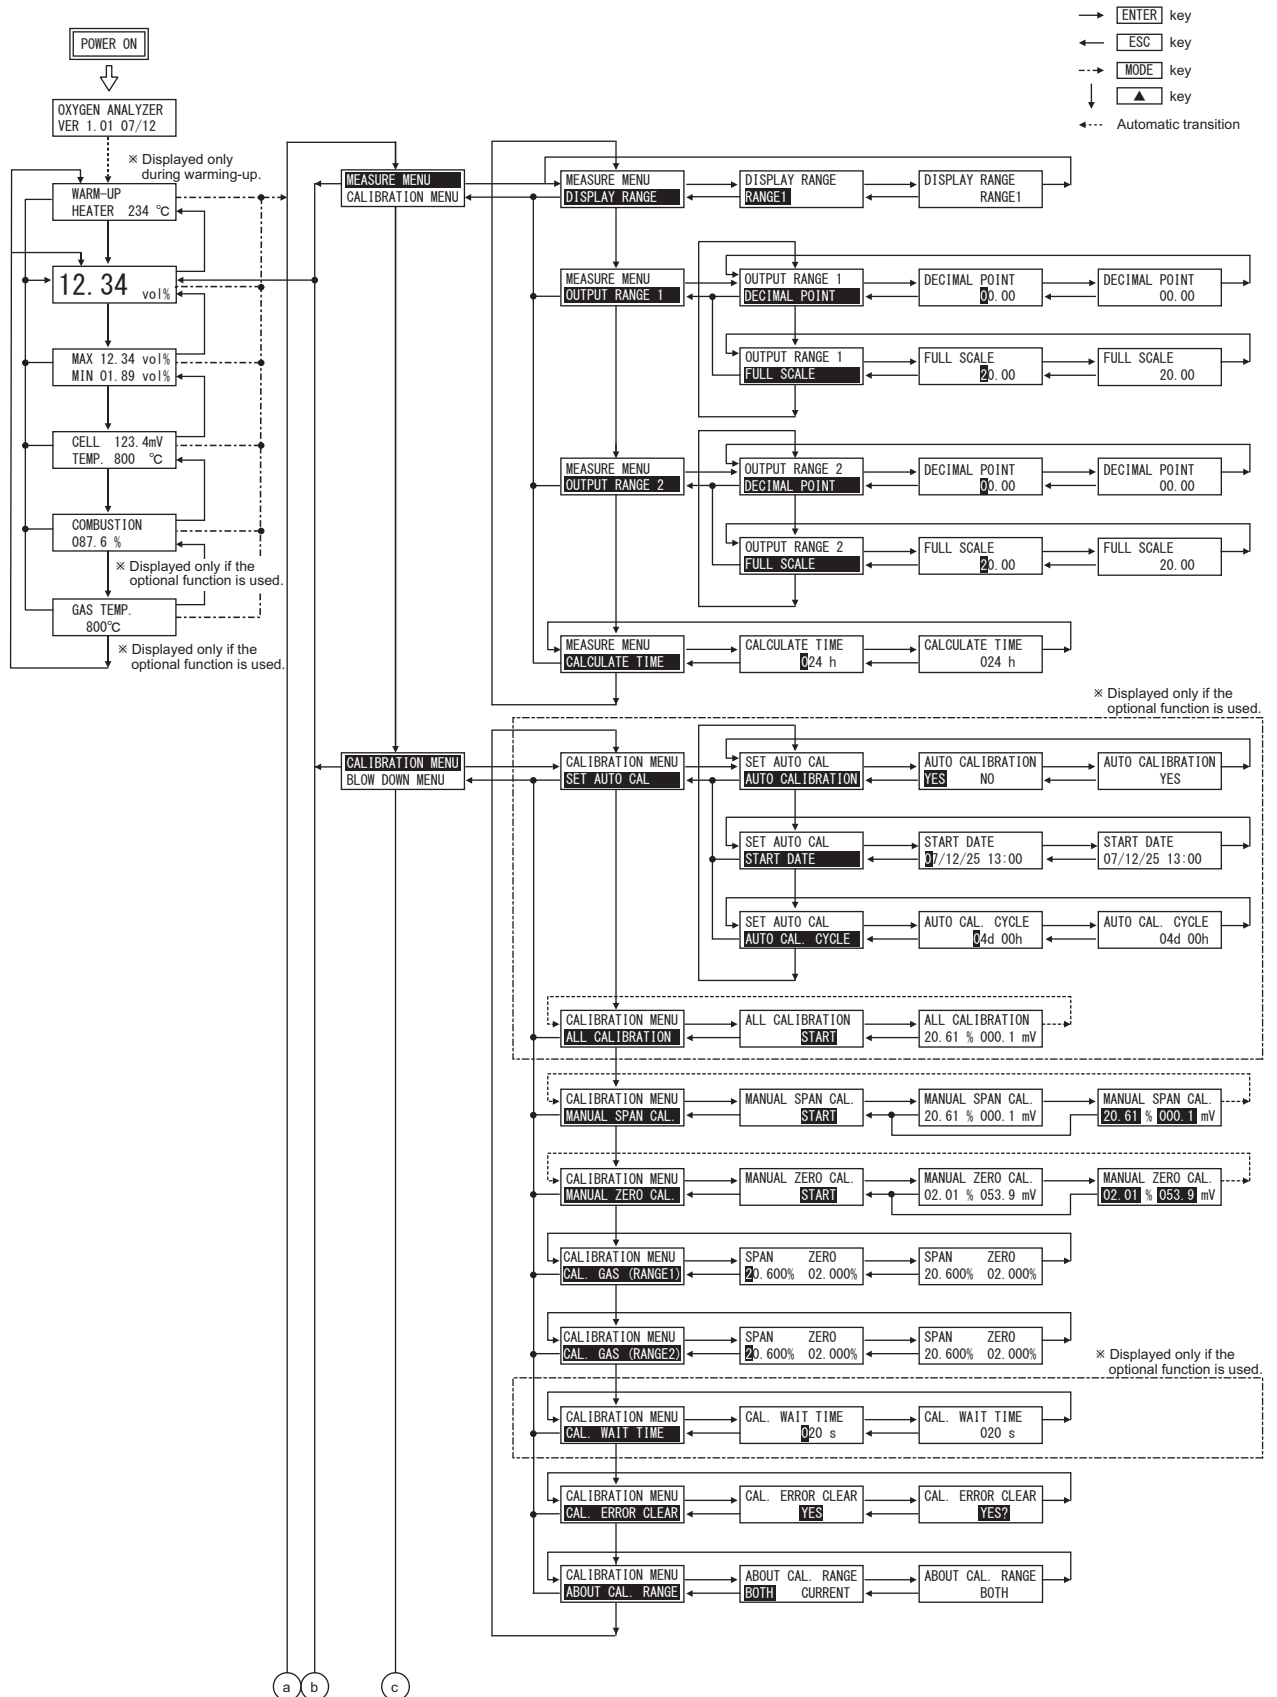 ENTER key
ESC key
MODE key
▲ key
Automatic transition
POWER ON
OXYGEN ANALYZER
VER 1.01 07/12
※ Displayed only
during warming-up.
WARM-UP
HEATER 234 ℃
12.34 vol%
MAX 12.34 vol%
MIN 01.89 vol%
CELL 123.4mV
TEMP. 800 ℃
COMBUSTION
087.6 %
※ Displayed only if the
optional function is used.
GAS TEMP.
800℃
※ Displayed only if the
optional function is used.
MEASURE MENU
CALIBRATION MENU
MEASURE MENU
DISPLAY RANGE
DISPLAY RANGE
RANGE1
DISPLAY RANGE
RANGE1
MEASURE MENU
OUTPUT RANGE 1
OUTPUT RANGE 1
DECIMAL POINT
DECIMAL POINT
00.00
DECIMAL POINT
00.00
OUTPUT RANGE 1
FULL SCALE
FULL SCALE
20.00
FULL SCALE
20.00
MEASURE MENU
OUTPUT RANGE 2
OUTPUT RANGE 2
DECIMAL POINT
DECIMAL POINT
00.00
DECIMAL POINT
00.00
OUTPUT RANGE 2
FULL SCALE
FULL SCALE
20.00
FULL SCALE
20.00
MEASURE MENU
CALCULATE TIME
CALCULATE TIME
024 h
CALCULATE TIME
024 h
※ Displayed only if the
optional function is used.
CALIBRATION MENU
BLOW DOWN MENU
CALIBRATION MENU
SET AUTO CAL
SET AUTO CAL
AUTO CALIBRATION
AUTO CALIBRATION
YES NO
AUTO CALIBRATION
YES
SET AUTO CAL
START DATE
START DATE
07/12/25 13:00
START DATE
07/12/25 13:00
SET AUTO CAL
AUTO CAL. CYCLE
AUTO CAL. CYCLE
04d 00h
AUTO CAL. CYCLE
04d 00h
CALIBRATION MENU
ALL CALIBRATION
ALL CALIBRATION
START
ALL CALIBRATION
20.61 % 000.1 mV
CALIBRATION MENU
MANUAL SPAN CAL.
MANUAL SPAN CAL.
START
MANUAL SPAN CAL.
20.61 % 000.1 mV
MANUAL SPAN CAL.
20.61 % 000.1 mV
CALIBRATION MENU
MANUAL ZERO CAL.
MANUAL ZERO CAL.
START
MANUAL ZERO CAL.
02.01 % 053.9 mV
MANUAL ZERO CAL.
02.01 % 053.9 mV
CALIBRATION MENU
CAL. GAS (RANGE1)
SPAN ZERO
20.600% 02.000%
SPAN ZERO
20.600% 02.000%
CALIBRATION MENU
CAL. GAS (RANGE2)
SPAN ZERO
20.600% 02.000%
SPAN ZERO
20.600% 02.000%
※ Displayed only if the
optional function is used.
CALIBRATION MENU
CAL. WAIT TIME
CAL. WAIT TIME
020 s
CAL. WAIT TIME
020 s
CALIBRATION MENU
CAL. ERROR CLEAR
CAL. ERROR CLEAR
YES
CAL. ERROR CLEAR
YES?
CALIBRATION MENU
ABOUT CAL. RANGE
ABOUT CAL. RANGE
BOTH CURRENT
ABOUT CAL. RANGE
BOTH
a b c